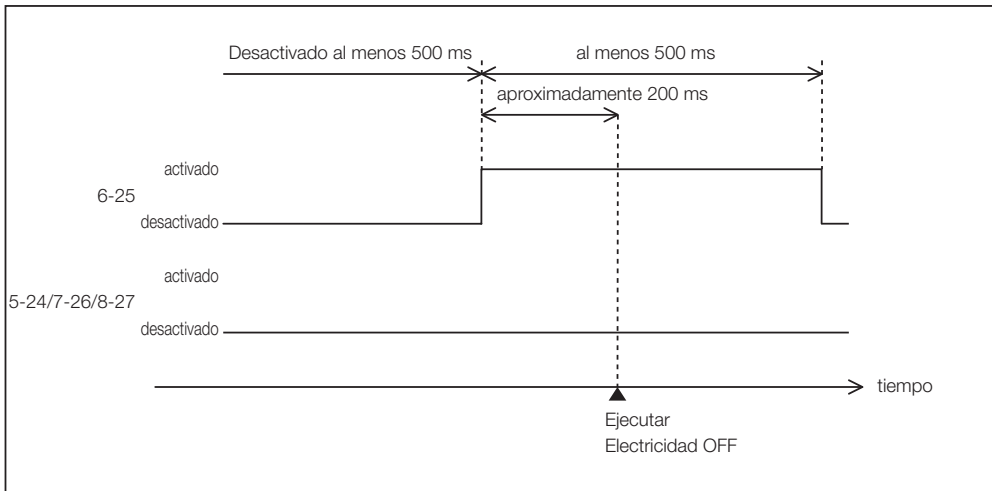 Desactivado al menos 500 ms
al menos 500 ms
aproximadamente 200 ms
activado
6-25
desactivado
activado
5-24/7-26/8-27
desactivado
tiempo
Ejecutar
Electricidad OFF